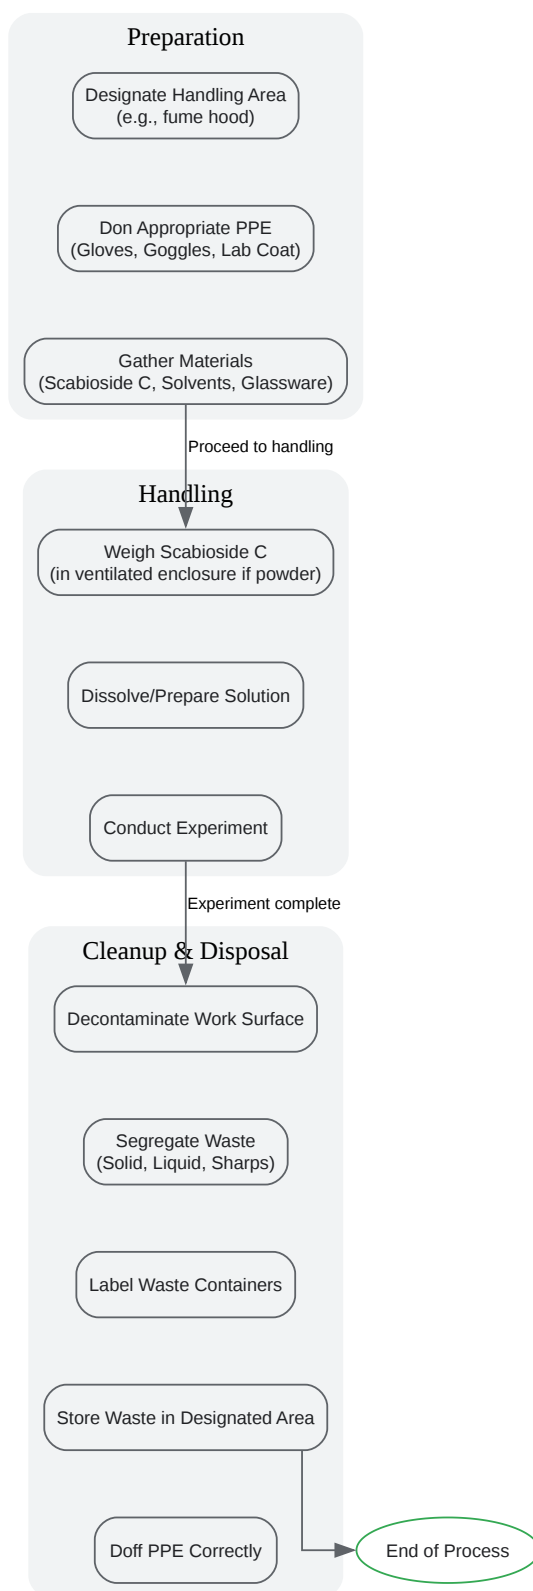 Preparation
Designate Handling Area
(e.g., fume hood)
Don Appropriate PPE
(Gloves, Goggles, Lab Coat)
Gather Materials
(Scabioside C, Solvents, Glassware)
Proceed to handling
Handling
Weigh Scabioside C
(in ventilated enclosure if powder)
Dissolve/Prepare Solution
Conduct Experiment
Experiment complete
Cleanup & Disposal
Decontaminate Work Surface
Segregate Waste
(Solid, Liquid, Sharps)
Label Waste Containers
Store Waste in Designated Area
Doff PPE Correctly
End of Process